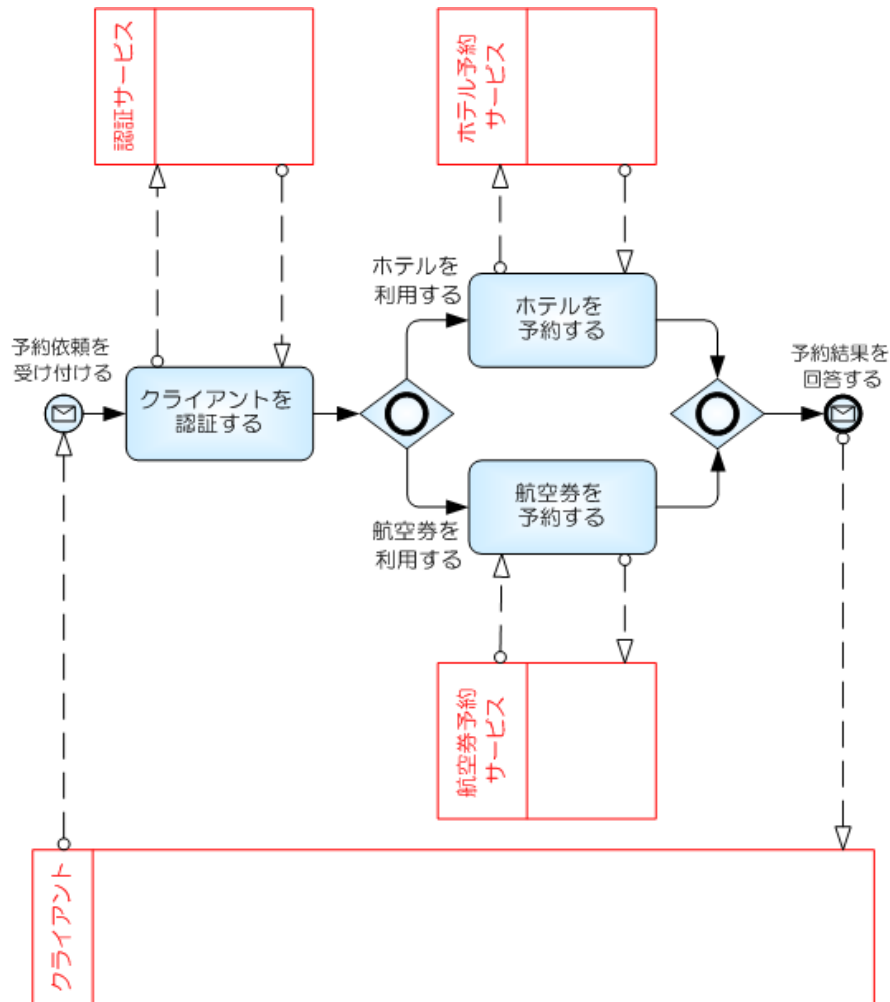 認証サービス
ホテル予約
サービス
ホテルを
利用する
ホテルを
予約する
予約依頼を
受け付ける
クライアントを
認証する
予約結果を
回答する
航空券を
予約する
航空券を
利用する
航空券予約
サービス
クライアント